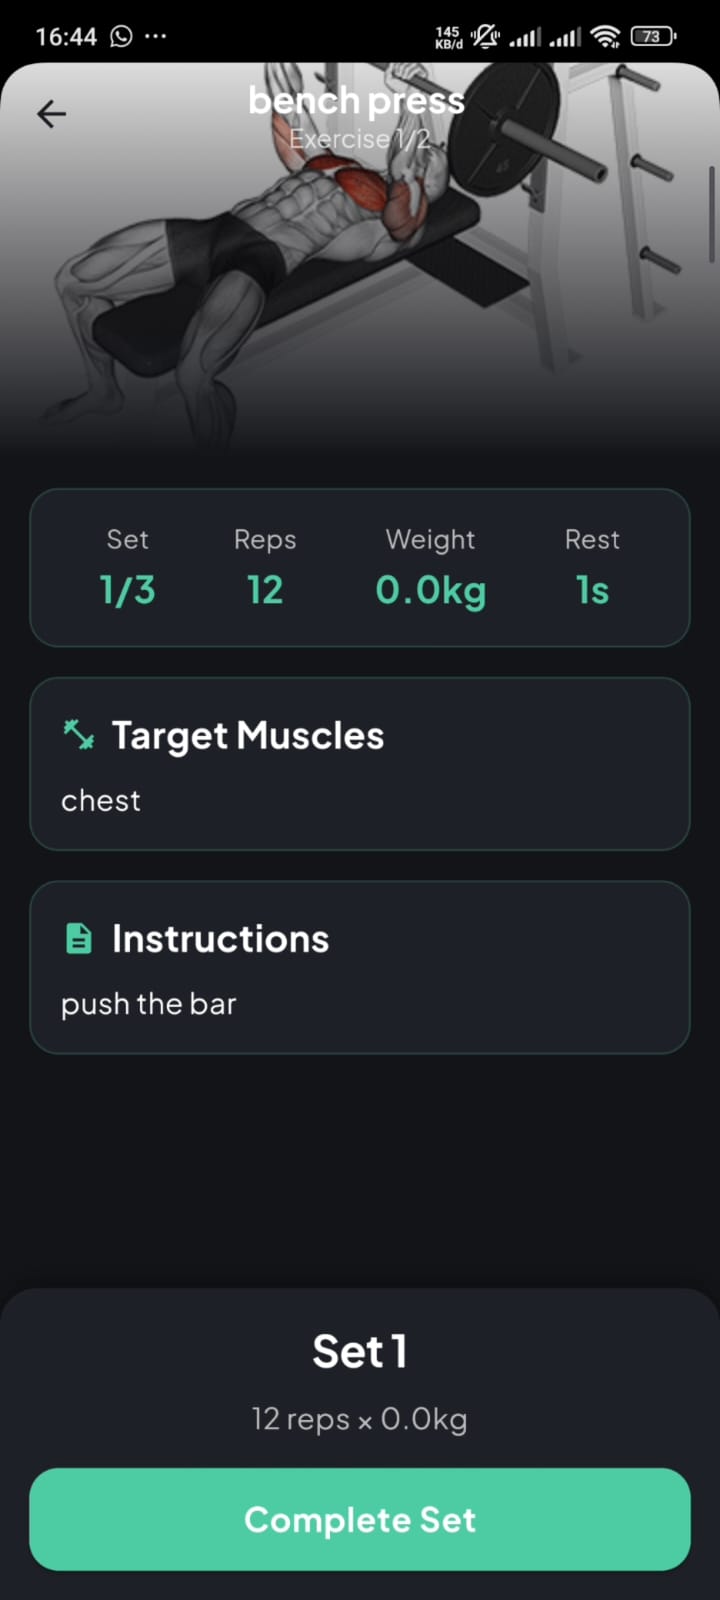 16:44
145 KB/d
73
bench press
Exercise 1/2
Set Reps Weight Rest
1/3 12 0.0kg 1s
Target Muscles
chest
Instructions
push the bar
Set 1
12 reps × 0.0kg
Complete Set